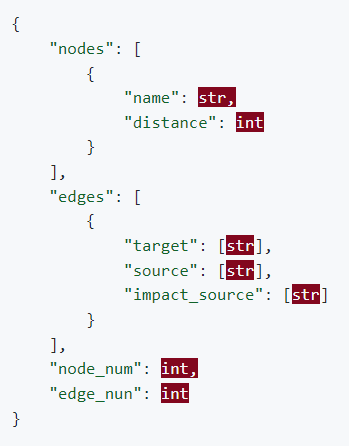 {
"nodes": [
{
"name": str,
"distance": int
}
],
"edges": [
{
"target": [str],
"source": [str],
"impact_source": [str]
}
],
"node_num": int,
"edge_nun": int
}